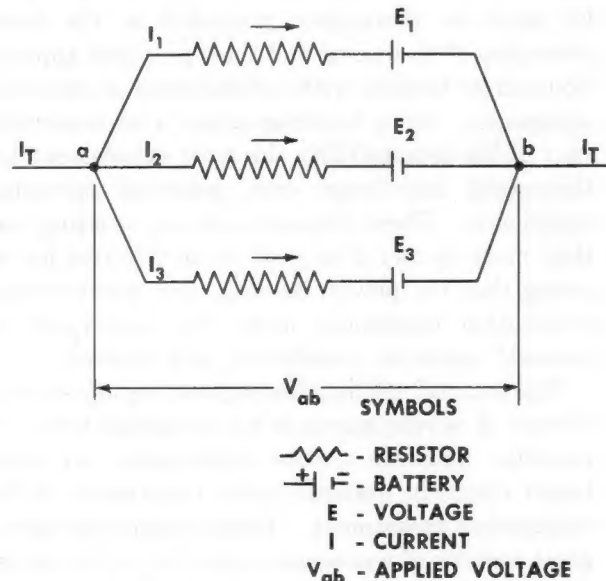 I1 E1
I2 E2
I3 E3
IT a b IT
Vab
SYMBOLS
- RESISTOR
+ - - BATTERY
E - VOLTAGE
I - CURRENT
Vab - APPLIED VOLTAGE